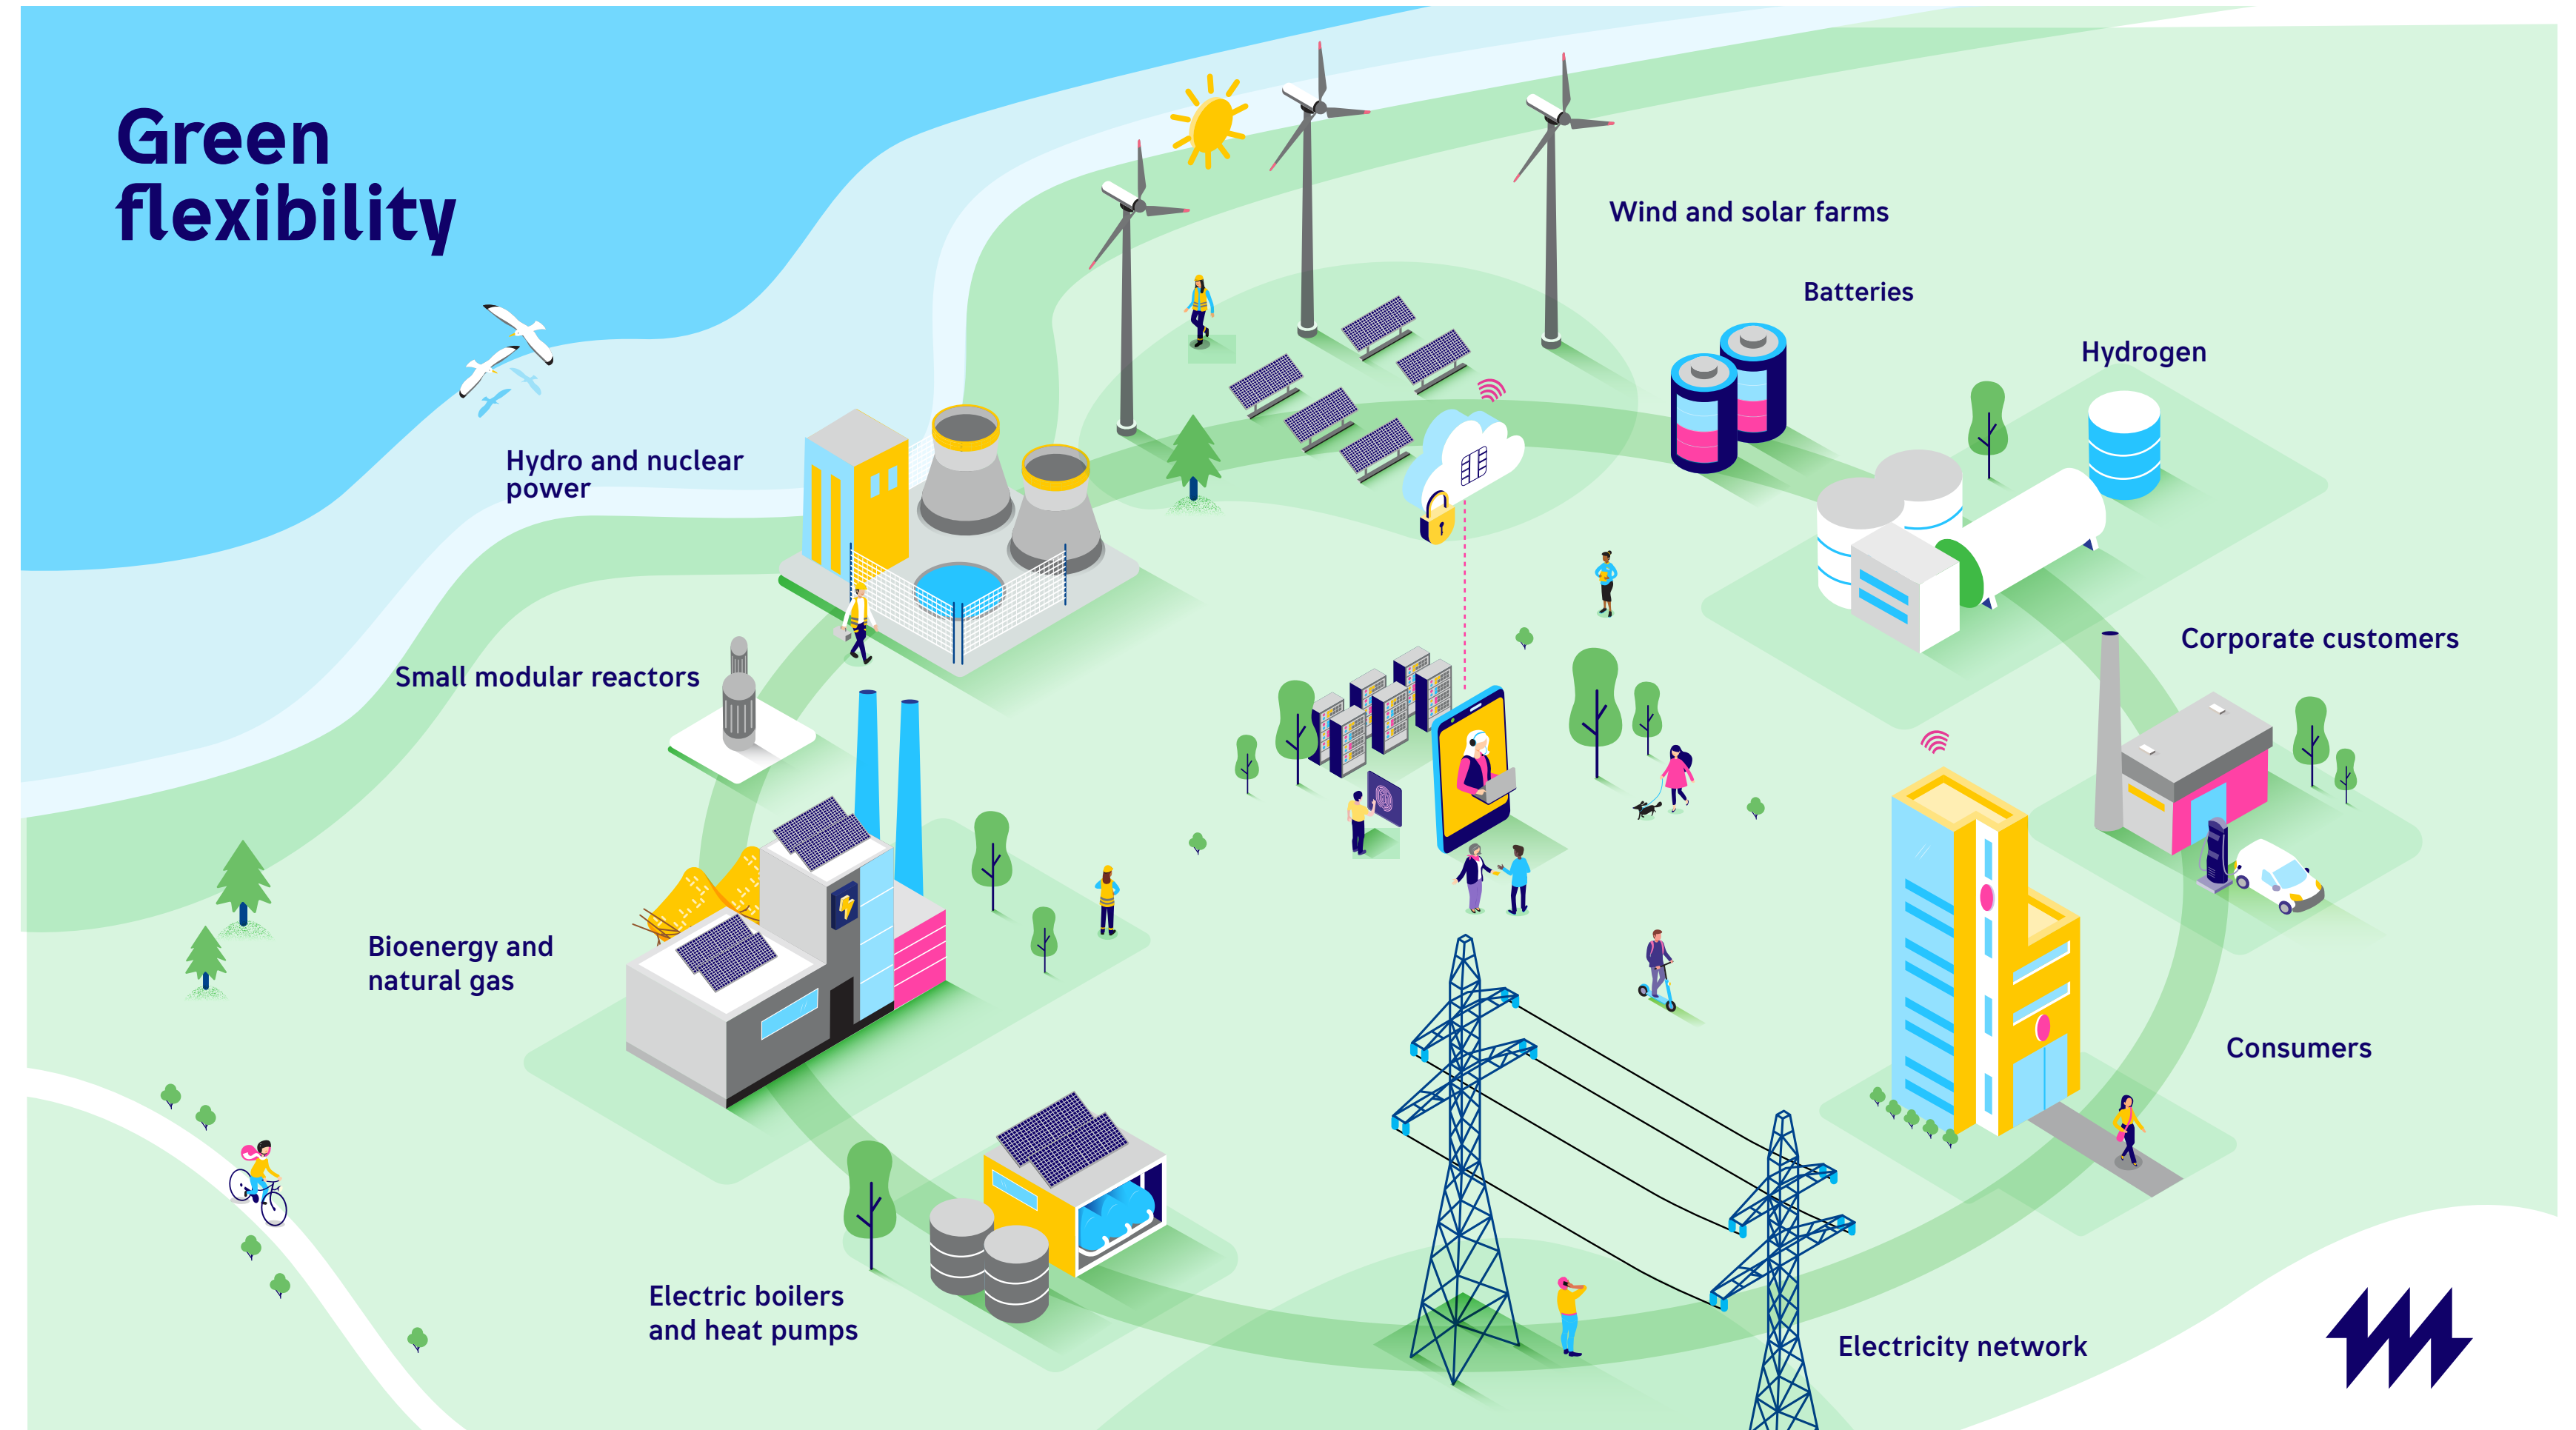 Green
flexibility
Wind and solar farms
Batteries
Hydrogen
Hydro and nuclear
power
Corporate customers
Small modular reactors
Bioenergy and
natural gas
Consumers
Electric boilers
and heat pumps
Electricity network